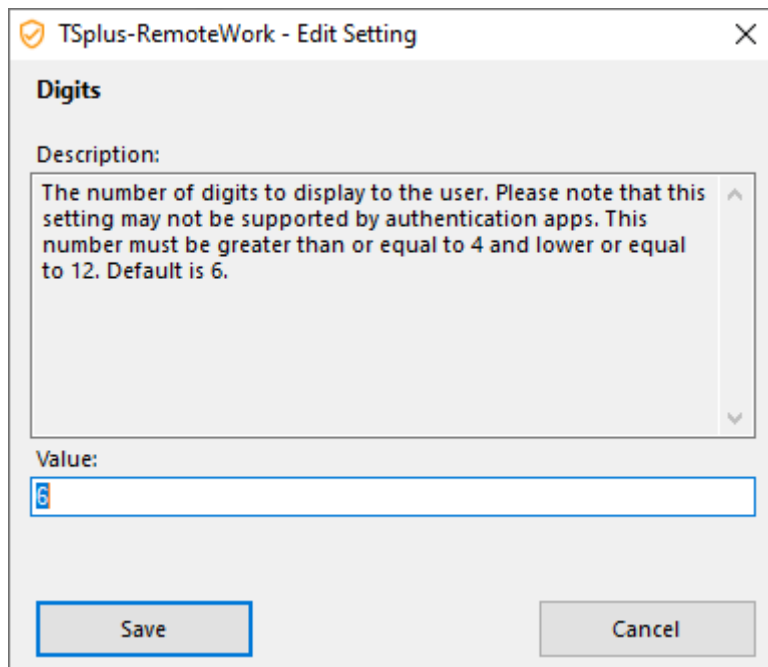 TSplus-RemoteWork - Edit Setting
Digits
Description:
The number of digits to display to the user. Please note that this
setting may not be supported by authentication apps. This
number must be greater than or equal to 4 and lower or equal
to 12. Default is 6.
Value:
6
Save
Cancel